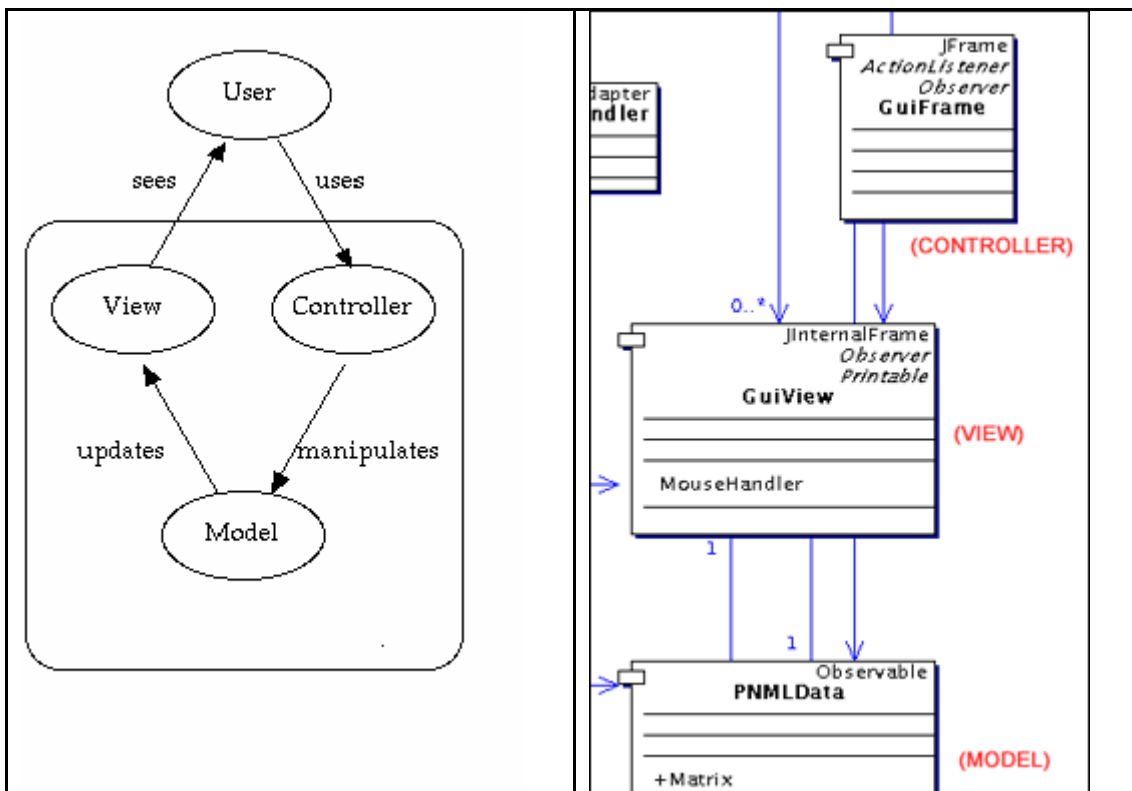 User
sees
uses
View
Controller
updates
manipulates
Model
JFrame
ActionListener
Observer
GuiFrame
dapter
ndler
(CONTROLLER)
0..*
JInternalFrame
Observer
Printable
GuiView
(VIEW)
MouseHandler
1
1
Observable
PNMLData
(MODEL)
+Matrix